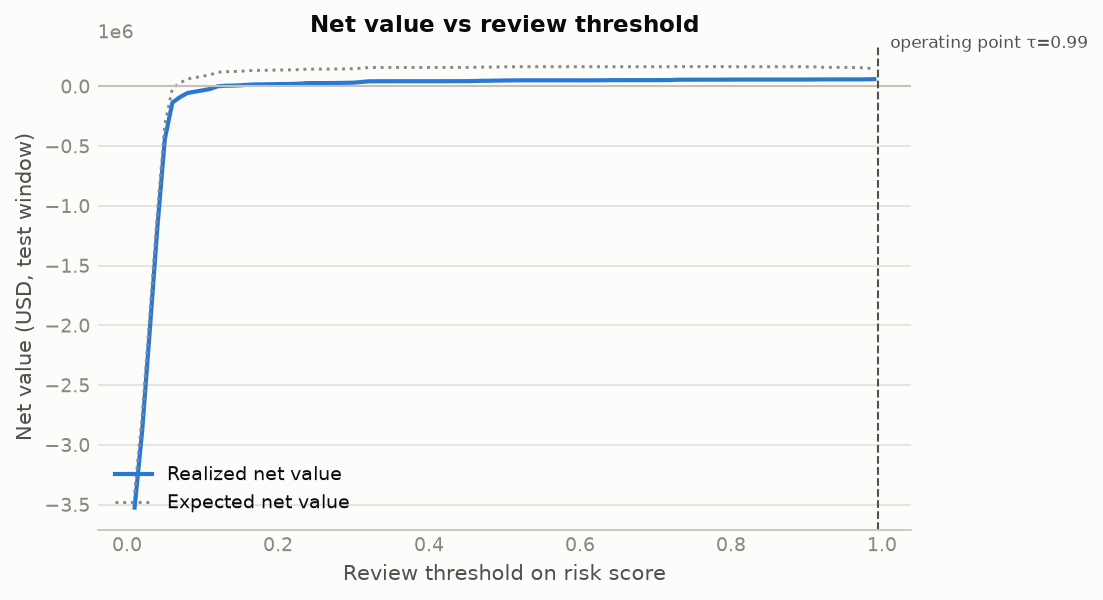 Net value vs review threshold
1e6
operating point τ=0.99
0.0
−0.5
−1.0
−1.5
−2.0
−2.5
−3.0
−3.5
Net value (USD, test window)
Realized net value
Expected net value
0.0 0.2 0.4 0.6 0.8 1.0
Review threshold on risk score